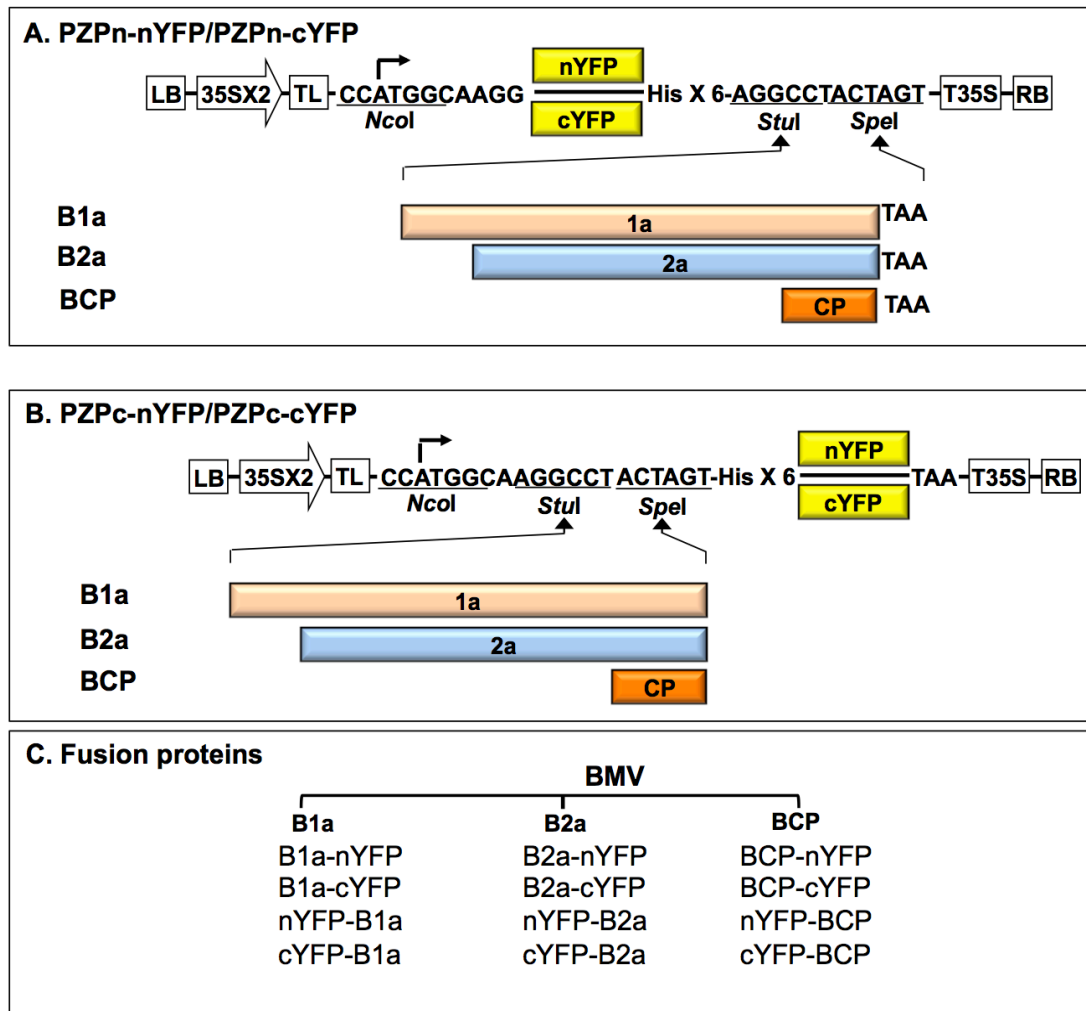 A. PZPn-nYFP/PZPn-cYFP
nYFP
LB 35SX2 TL CCATGGCAAGG His X 6-AGGCCTACTAGT T35S RB
cYFP
NcoI StuI SpeI
B1a 1a TAA
B2a 2a TAA
BCP CP TAA
B. PZPc-nYFP/PZPc-cYFP
nYFP
LB 35SX2 TL CCATGGCAAGGCCT ACTAGT-His X 6 TAA T35S RB
cYFP
NcoI StuI SpeI
B1a 1a
B2a 2a
BCP CP
C. Fusion proteins
BMV
B1a B2a BCP
B1a-nYFP B2a-nYFP BCP-nYFP
B1a-cYFP B2a-cYFP BCP-cYFP
nYFP-B1a nYFP-B2a nYFP-BCP
cYFP-B1a cYFP-B2a cYFP-BCP